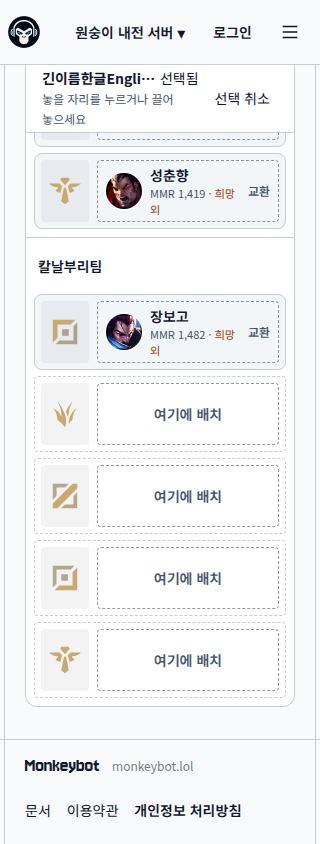 원숭이 내전 서버 ▼ 로그인
긴이름한글Engli… 선택됨
놓을 자리를 누르거나 끌어
놓으세요
선택 취소
성춘향
MMR 1,419 · 희망
외
교환
칼날부리팀
장보고
MMR 1,482 · 희망
외
교환
여기에 배치
여기에 배치
여기에 배치
여기에 배치
Monkeybot monkeybot.lol
문서 이용약관 개인정보 처리방침